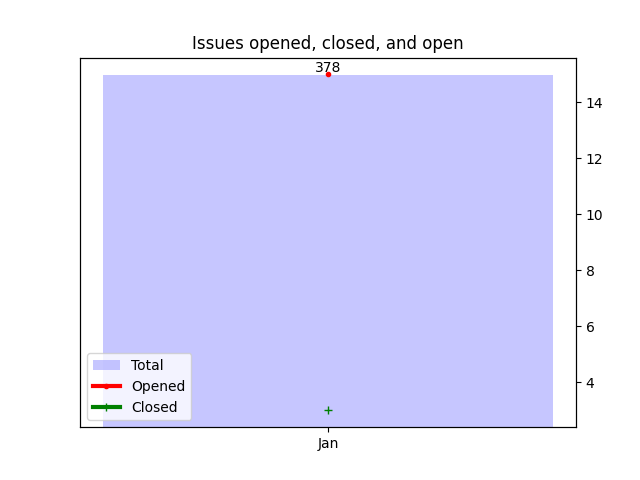 Issues opened, closed, and open
378
14
12
10
8
6
4
Total
Opened
Closed
Jan